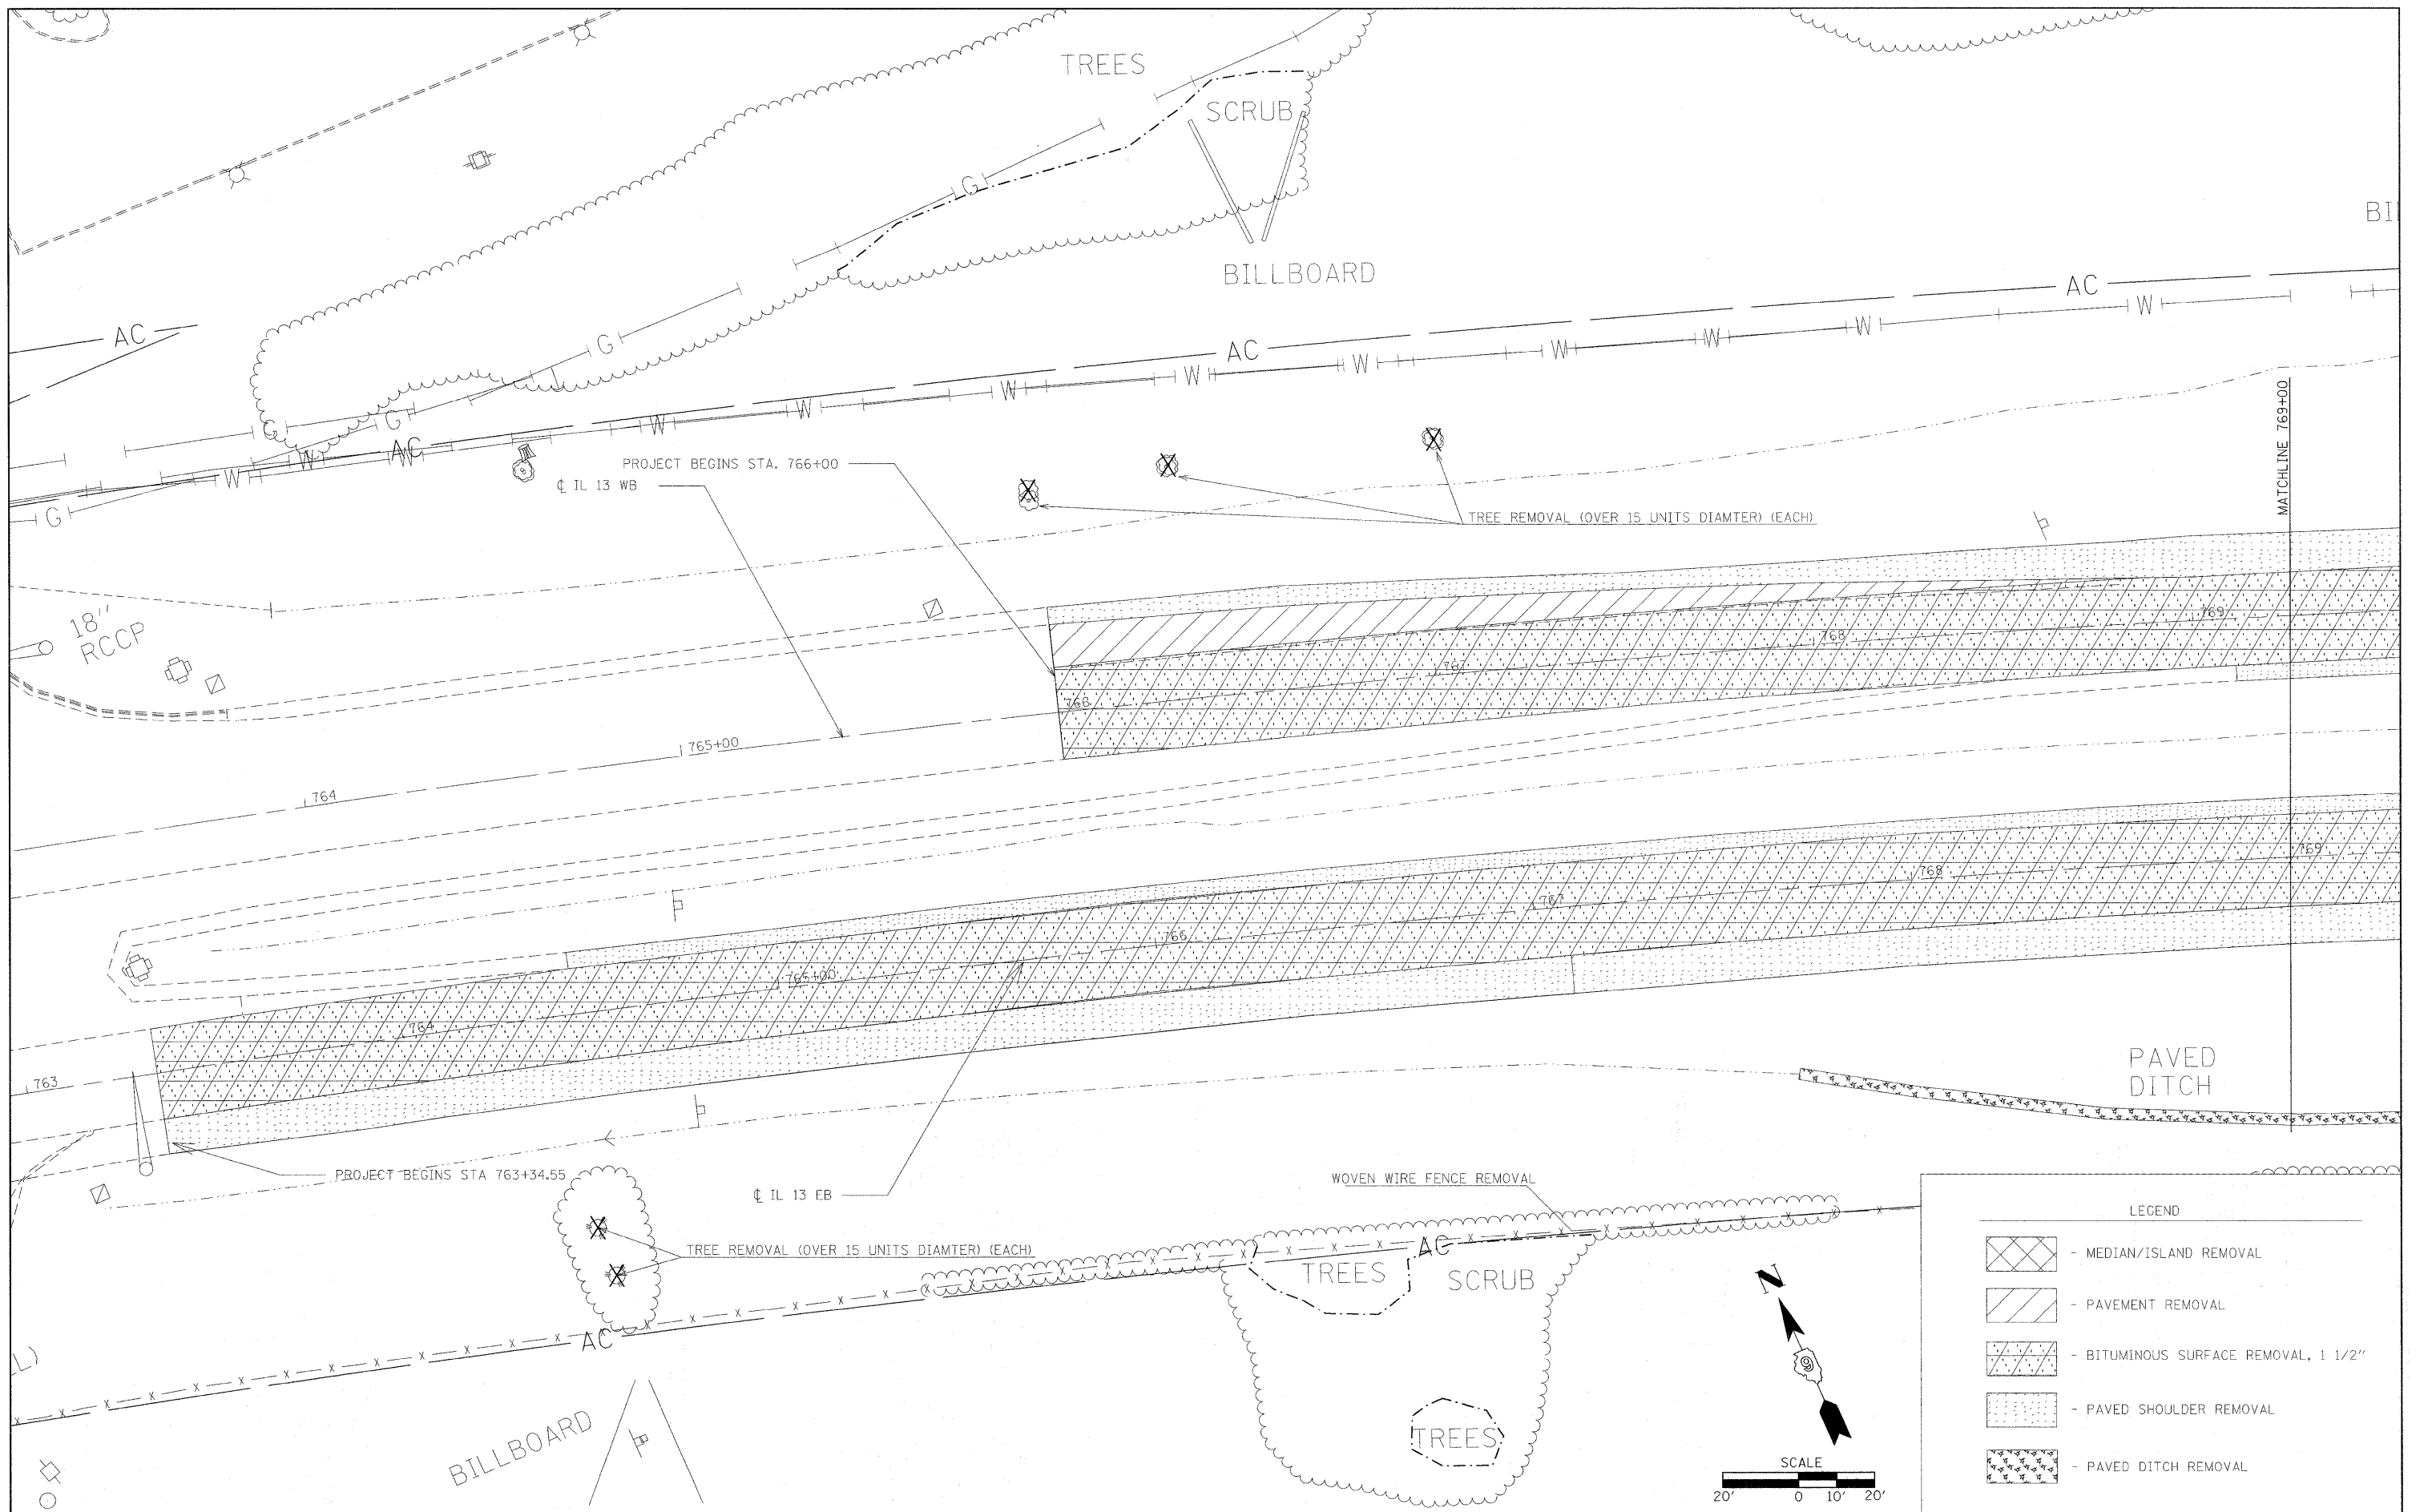 TREES
SCRUB
G
BI
BILLBOARD
AC
AC
AC
G
W
W
W
W
W
W
W
W
W
G
G
AC
W
W
W
G
PROJECT BEGINS STA. 766+00
℄ IL 13 WB
TREE REMOVAL (OVER 15 UNITS DIAMTER) (EACH)
MATCHLINE 769+00
18"
RCCP
769
768
767
766
765+00
764
769
768
767
766
765+00
764
763
PAVED
DITCH
PROJECT BEGINS STA 763+34.55
℄ IL 13 EB
WOVEN WIRE FENCE REMOVAL
TREE REMOVAL (OVER 15 UNITS DIAMTER) (EACH)
AC
TREES
SCRUB
AC
L)
BILLBOARD
TREES
N
9
SCALE
20' 0 10' 20'
LEGEND
- MEDIAN/ISLAND REMOVAL
- PAVEMENT REMOVAL
- BITUMINOUS SURFACE REMOVAL, 1 1/2"
- PAVED SHOULDER REMOVAL
- PAVED DITCH REMOVAL